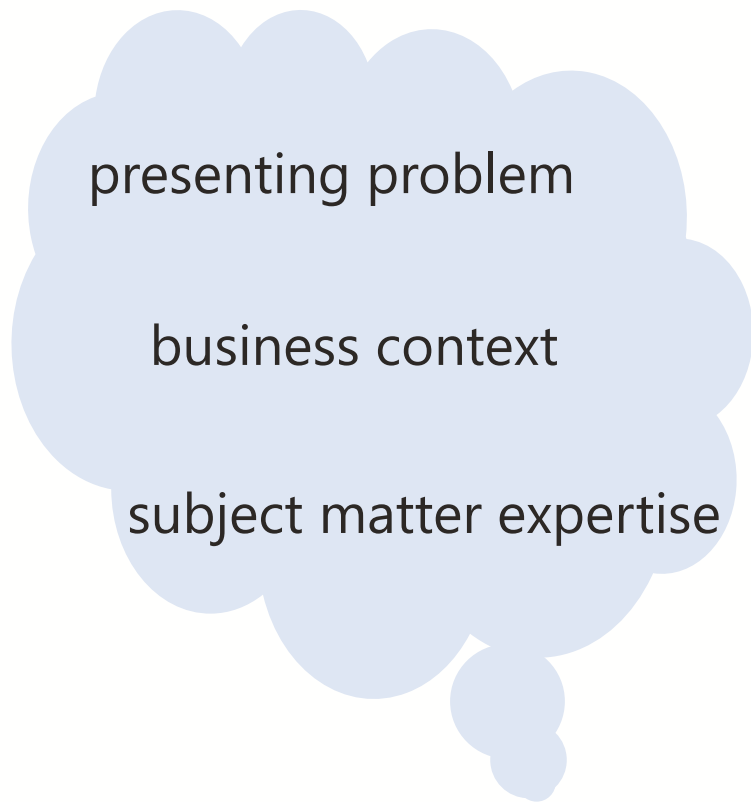 presenting problem
business context
subject matter expertise